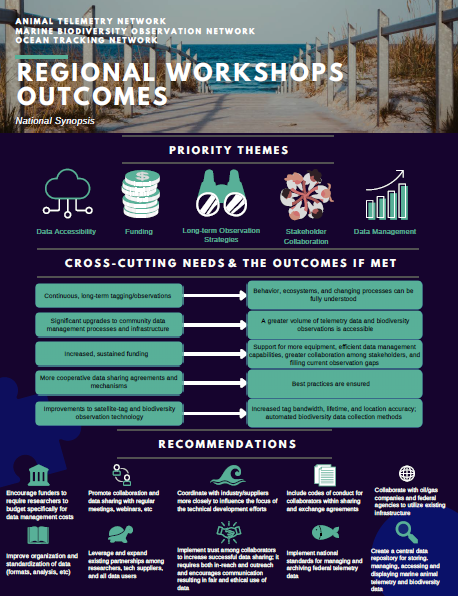 ANIMAL TELEMETRY NETWORK
MARINE BIODIVERSITY OBSERVATION NETWORK
OCEAN TRACKING NETWORK
REGIONAL WORKSHOPS
OUTCOMES
National Synopsis
PRIORITY THEMES
Data Accessibility
Funding
Long-term Observation
Strategies
Stakeholder
Collaboration
Data Management
CROSS-CUTTING NEEDS & THE OUTCOMES IF MET
Continuous, long-term tagging/observations
Behavior, ecosystems, and changing processes can be
fully understood
Significant upgrades to community data
management processes and infrastructure
A greater volume of telemetry data and biodiversity
observations is accessible
Increased, sustained funding
Support for more equipment, efficient data management
capabilities, greater collaboration among stakeholders, and
filling current observation gaps
More cooperative data sharing agreements and
mechanisms
Best practices are ensured
Improvements to satellite-tag and biodiversity
observation technology
Increased tag bandwidth, lifetime, and location accuracy;
automated biodiversity data collection methods
RECOMMENDATIONS
Encourage funders to
require researchers to
budget specifically for
data management costs
Promote collaboration and
data sharing with regular
meetings, webinars, etc
Coordinate with industry/suppliers
more closely to influence the focus of
the technical development efforts
Include codes of conduct for
collaborators within sharing
and exchange agreements
Collaborate with oil/gas
companies and federal
agencies to utilize existing
infrastructure
Improve organization and
standardization of data
(formats, analysis, etc)
Leverage and expand
existing partnerships among
researchers, tech suppliers,
and all data users
Implement trust among collaborators
to increase successful data sharing; it
requires both in-reach and outreach
and encourages communication
resulting in fair and ethical use of
data
Implement national
standards for managing and
archiving federal telemetry
data
Create a central data
repository for storing,
managing, accessing and
displaying marine animal
telemetry and biodiversity
data